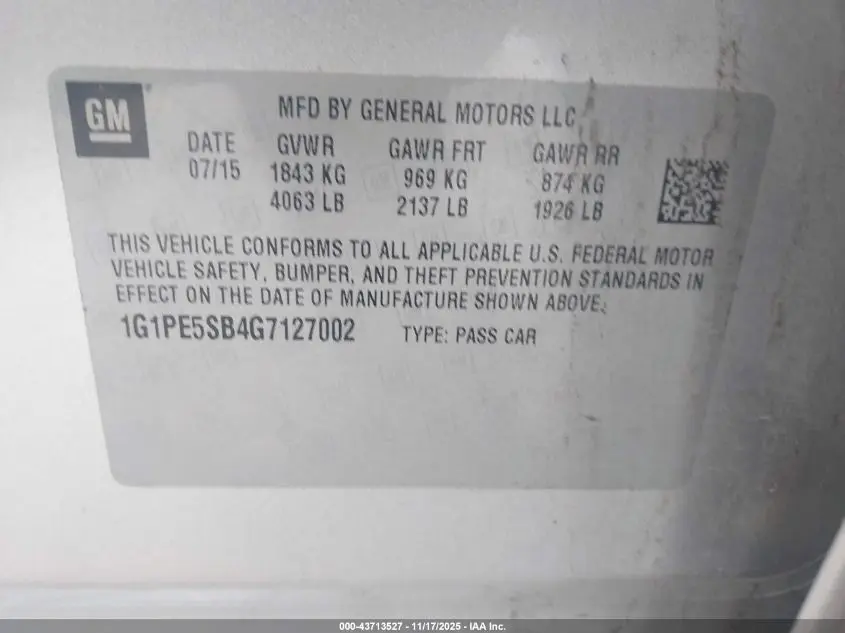 GM
MFD BY GENERAL MOTORS LLC
DATE GVWR GAWR FRT GAWR RR
07/15 1843 KG 969 KG 874 KG
4063 LB 2137 LB 1926 LB
THIS VEHICLE CONFORMS TO ALL APPLICABLE U.S. FEDERAL MOTOR
VEHICLE SAFETY, BUMPER, AND THEFT PREVENTION STANDARDS IN
EFFECT ON THE DATE OF MANUFACTURE SHOWN ABOVE.
1G1PE5SB4G7127002 TYPE: PASS CAR
000-43713527 - 11/17/2025 - IAA Inc.